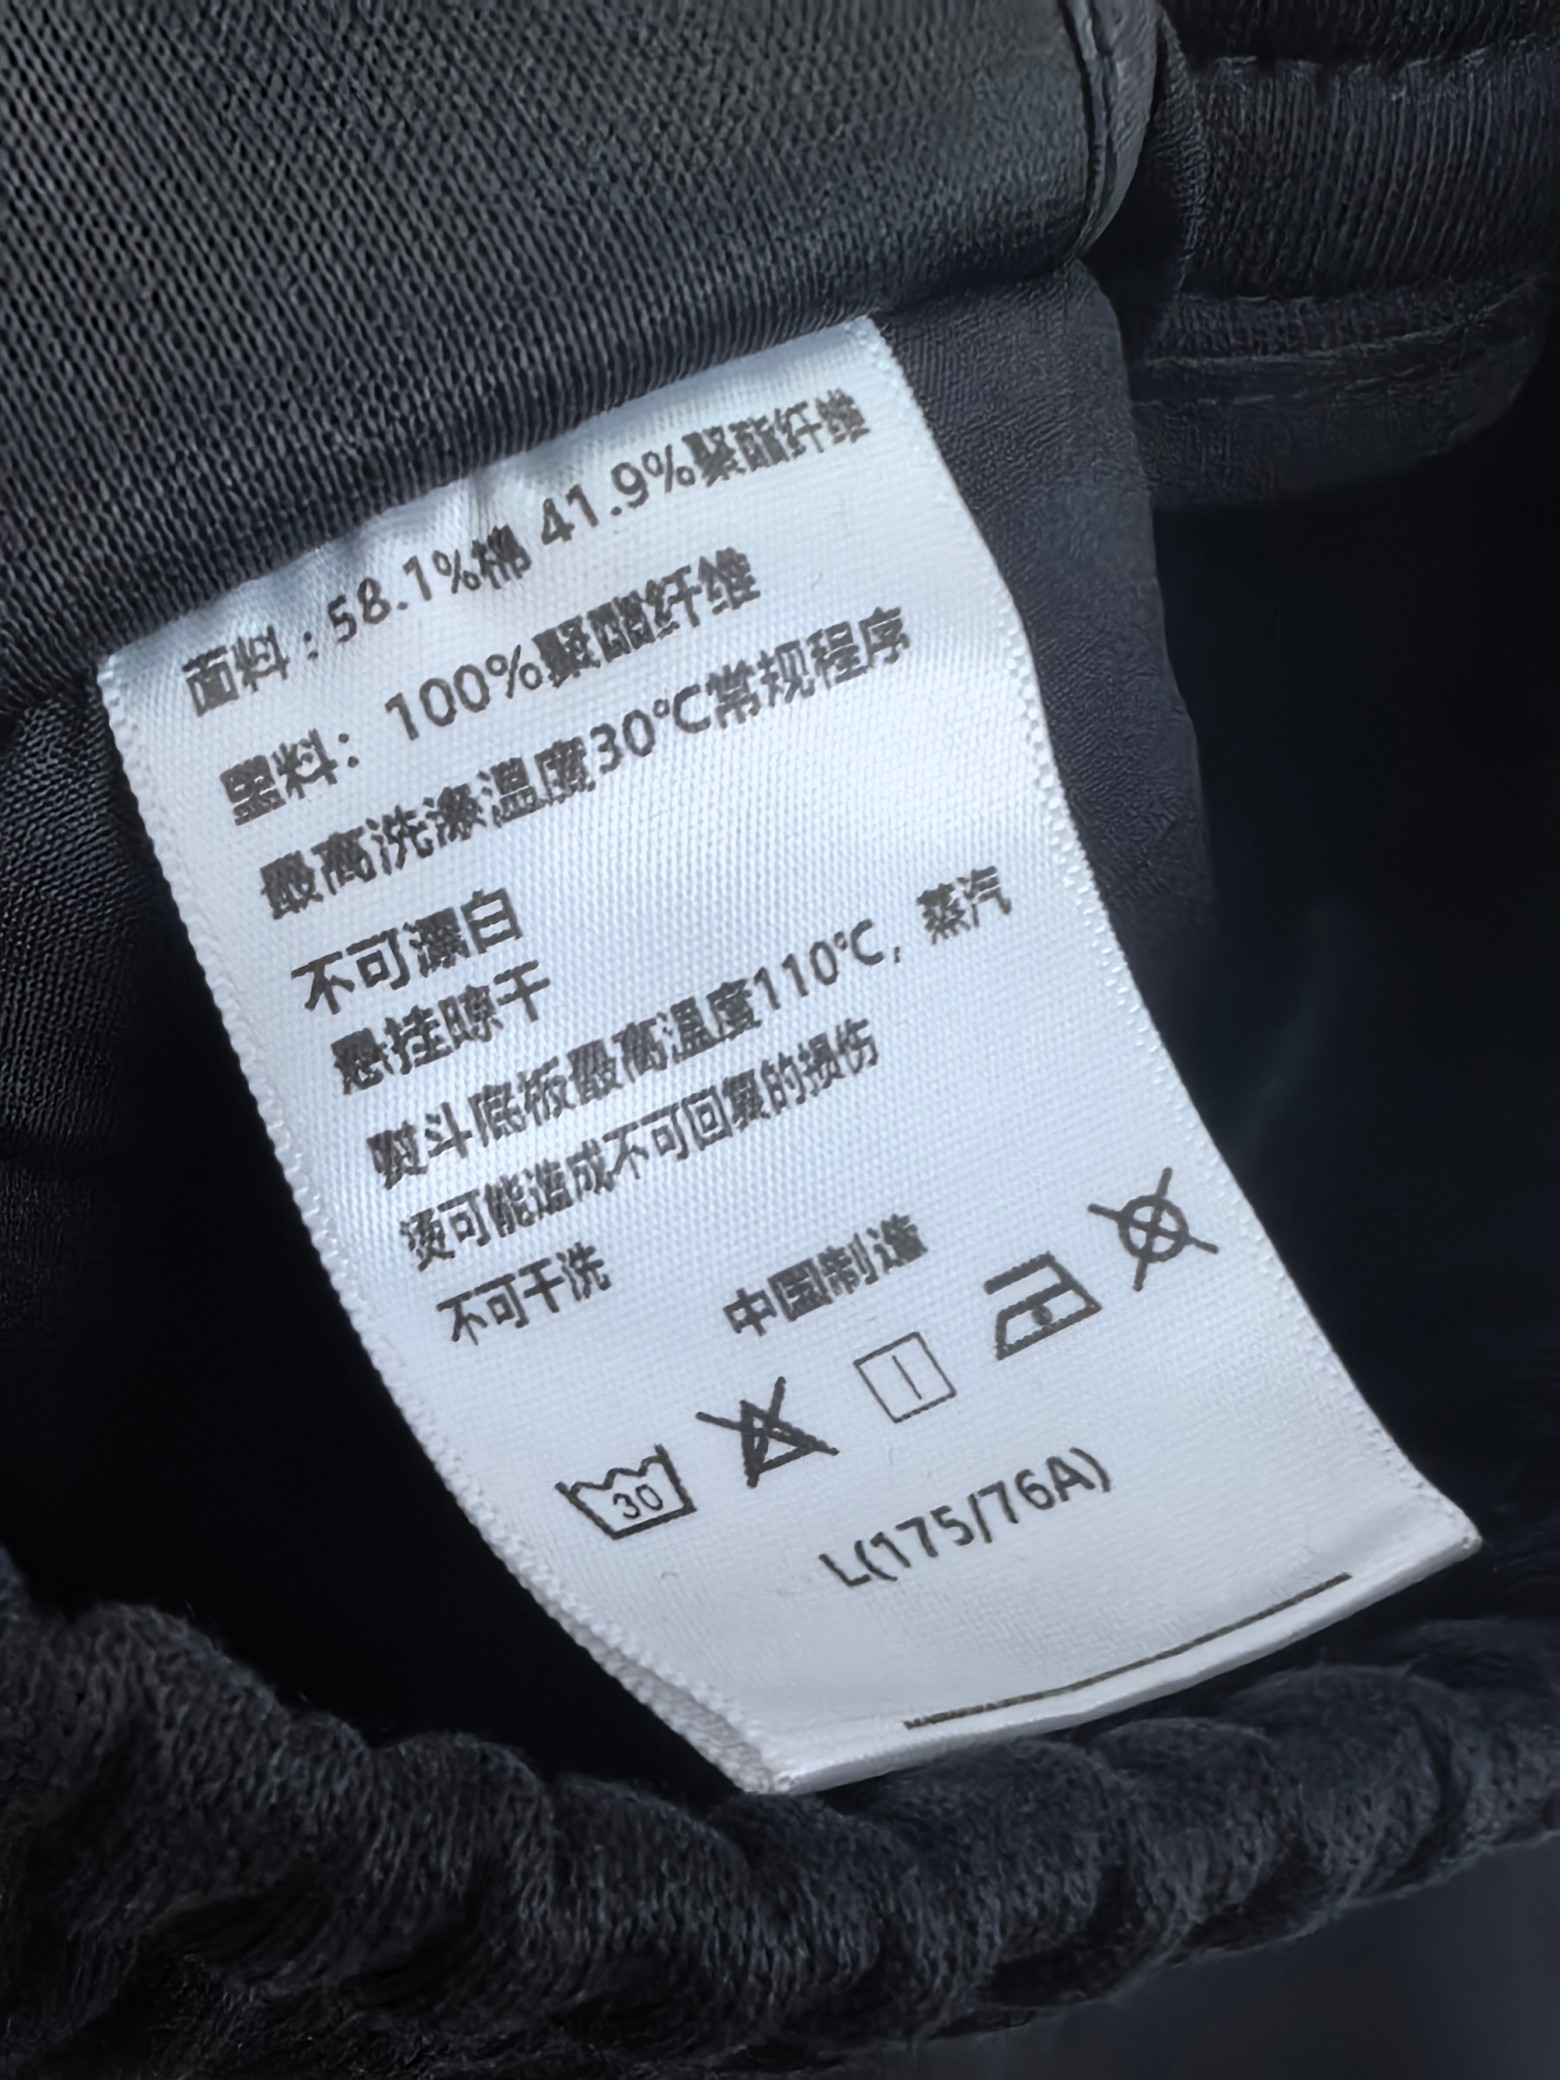 面料：58.1%棉 41.9%聚酯纤维
里料：100%聚酯纤维
最高洗涤温度30℃常规程序
不可漂白
悬挂晾干
熨斗底板最高温度110℃，蒸汽
烫可能造成不可回复的损伤
不可干洗
中国制造
30
L(175/76A)